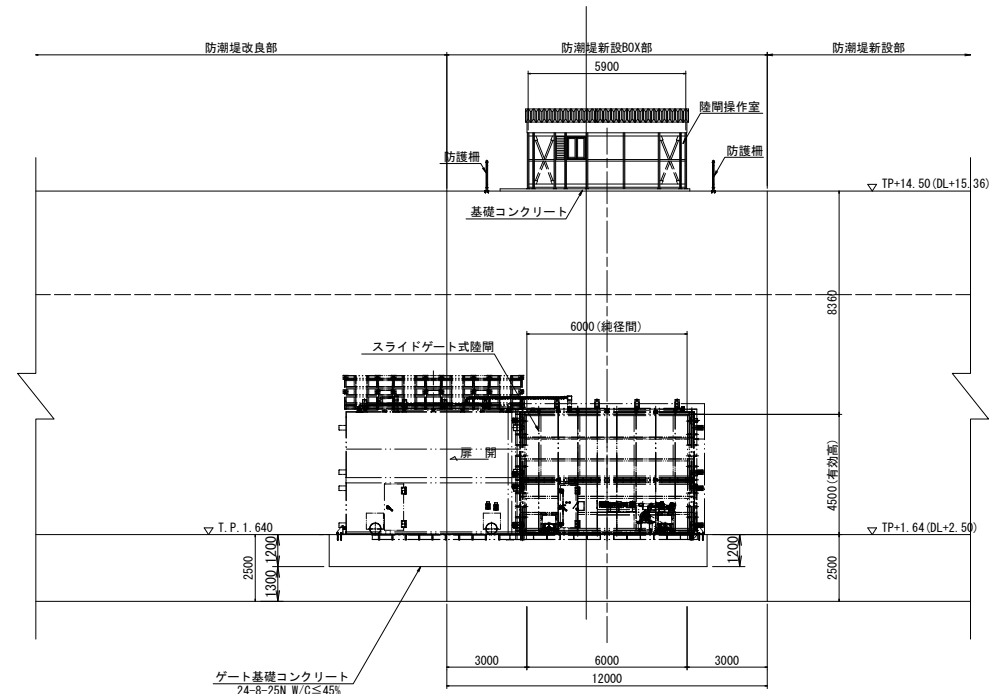 防潮堤改良部
防潮堤新設BOX部
防潮堤新設部
5900
陸閘操作室
防護柵
防護柵
TP+14.50(DL+15.36)
基礎コンクリート
8360
6000(純径間)
スライドゲート式陸閘
扉 開
4500(有効高)
T.P.1.640
TP+1.64(DL+2.50)
1200
2500
1300
1200
2500
3000
6000
3000
12000
ゲート基礎コンクリート
24-8-25N W/C≦45%